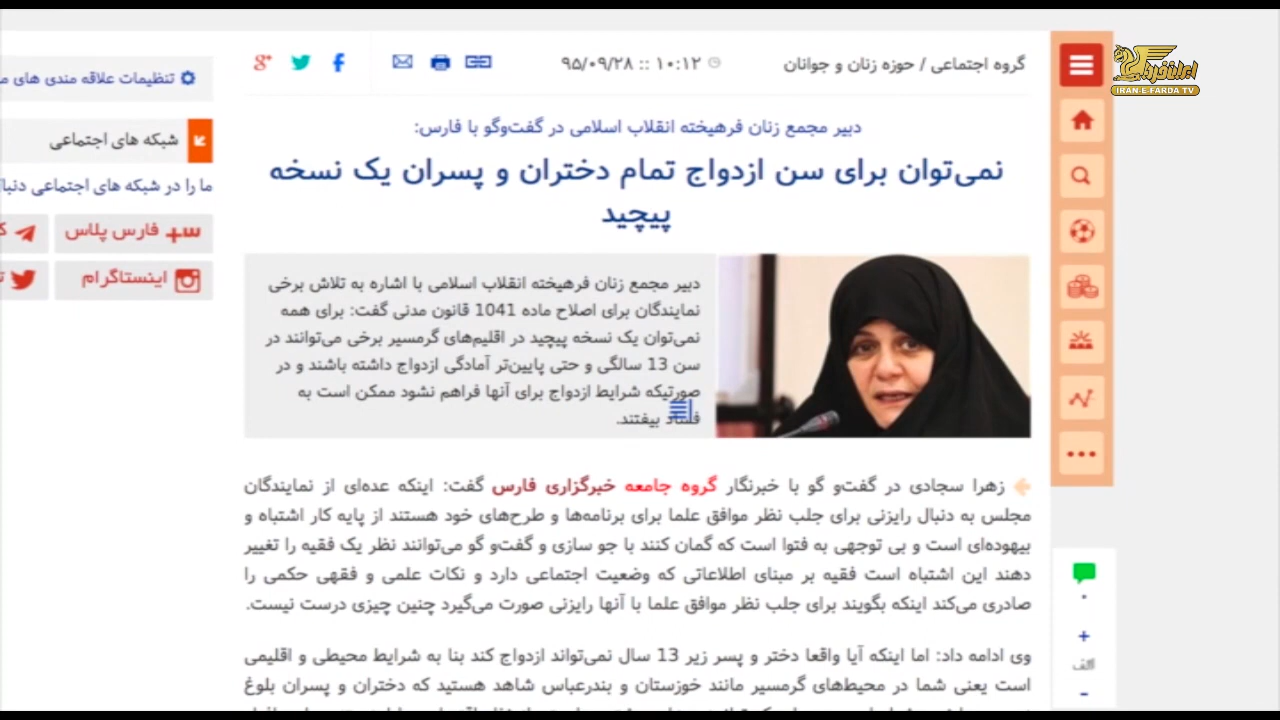 ایران فردا
IRAN-E-FARDA TV
گروه اجتماعی / حوزه زنان و جوانان
۹۵/۰۹/۲۸ :: ۱۰:۱۲
دبیر مجمع زنان فرهیخته انقلاب اسلامی در گفت‌وگو با فارس:
نمی‌توان برای سن ازدواج تمام دختران و پسران یک نسخه
پیچید
دبیر مجمع زنان فرهیخته انقلاب اسلامی با اشاره به تلاش برخی
نمایندگان برای اصلاح ماده 1041 قانون مدنی گفت: برای همه
نمی‌توان یک نسخه پیچید در اقلیم‌های گرمسیر برخی می‌توانند در
سن 13 سالگی و حتی پایین‌تر آمادگی ازدواج داشته باشند و در
صورتیکه شرایط ازدواج برای آنها فراهم نشود ممکن است به
فساد بیفتند.
زهرا سجادی در گفت‌و گو با خبرنگار گروه جامعه خبرگزاری فارس گفت: اینکه عده‌ای از نمایندگان
مجلس به دنبال رایزنی برای جلب نظر موافق علما برای برنامه‌ها و طرح‌های خود هستند از پایه کار اشتباه و
بیهوده‌ای است و بی توجهی به فتوا است که گمان کنند با جو سازی و گفت‌و گو می‌توانند نظر یک فقیه را تغییر
دهند این اشتباه است فقیه بر مبنای اطلاعاتی که وضعیت اجتماعی دارد و نکات علمی و فقهی حکمی را
صادری می‌کند اینکه بگویند برای جلب نظر موافق علما با آنها رایزنی صورت می‌گیرد چنین چیزی درست نیست.
وی ادامه داد: اما اینکه آیا واقعا دختر و پسر زیر 13 سال نمی‌تواند ازدواج کند بنا به شرایط محیطی و اقلیمی
است یعنی شما در محیط‌های گرمسیر مانند خوزستان و بندرعباس شاهد هستید که دختران و پسران بلوغ
تنظیمات علاقه مندی های
شبکه های اجتماعی
ما را در شبکه های اجتماعی
فارس پلاس
اینستاگرام
+
الف
-